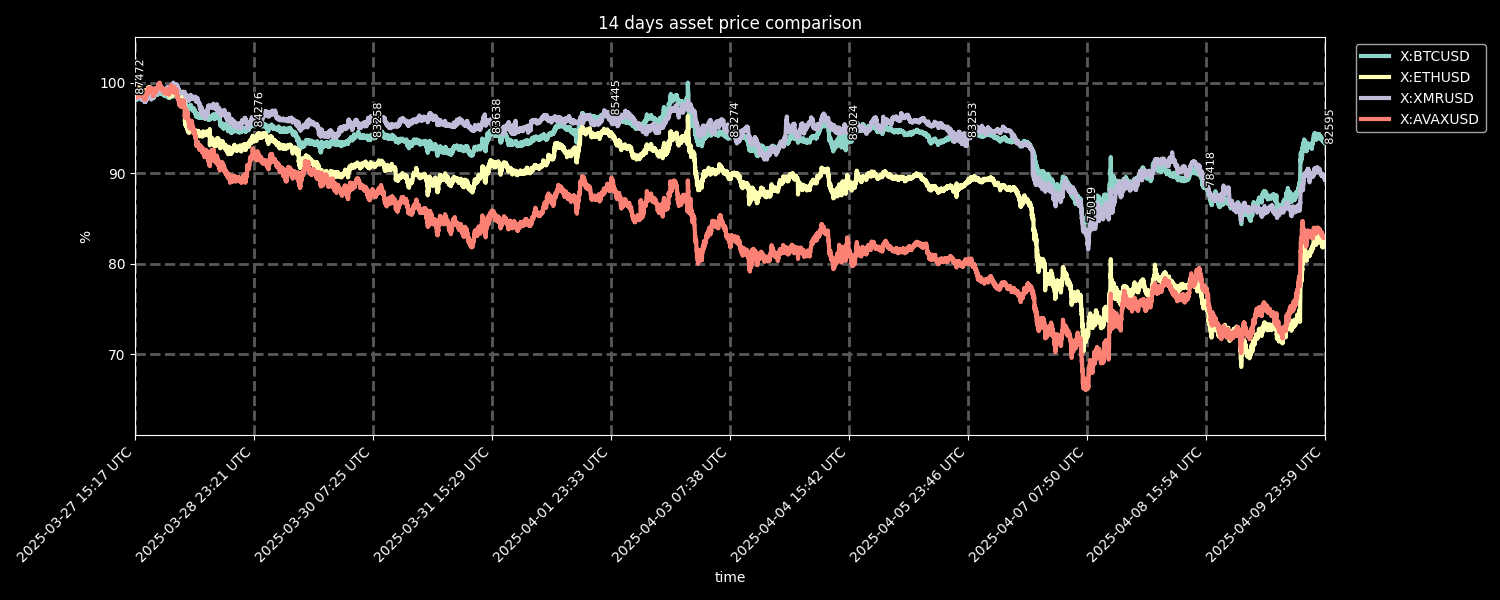 14 days asset price comparison
X:BTCUSD
X:ETHUSD
X:XMRUSD
X:AVAXUSD
100
90
80
70
%
87472
84276
83258
83638
85445
83274
83024
83253
75019
78418
82595
2025-03-27 15:17 UTC
2025-03-28 23:21 UTC
2025-03-30 07:25 UTC
2025-03-31 15:29 UTC
2025-04-01 23:33 UTC
2025-04-03 07:38 UTC
2025-04-04 15:42 UTC
2025-04-05 23:46 UTC
2025-04-07 07:50 UTC
2025-04-08 15:54 UTC
2025-04-09 23:59 UTC
time